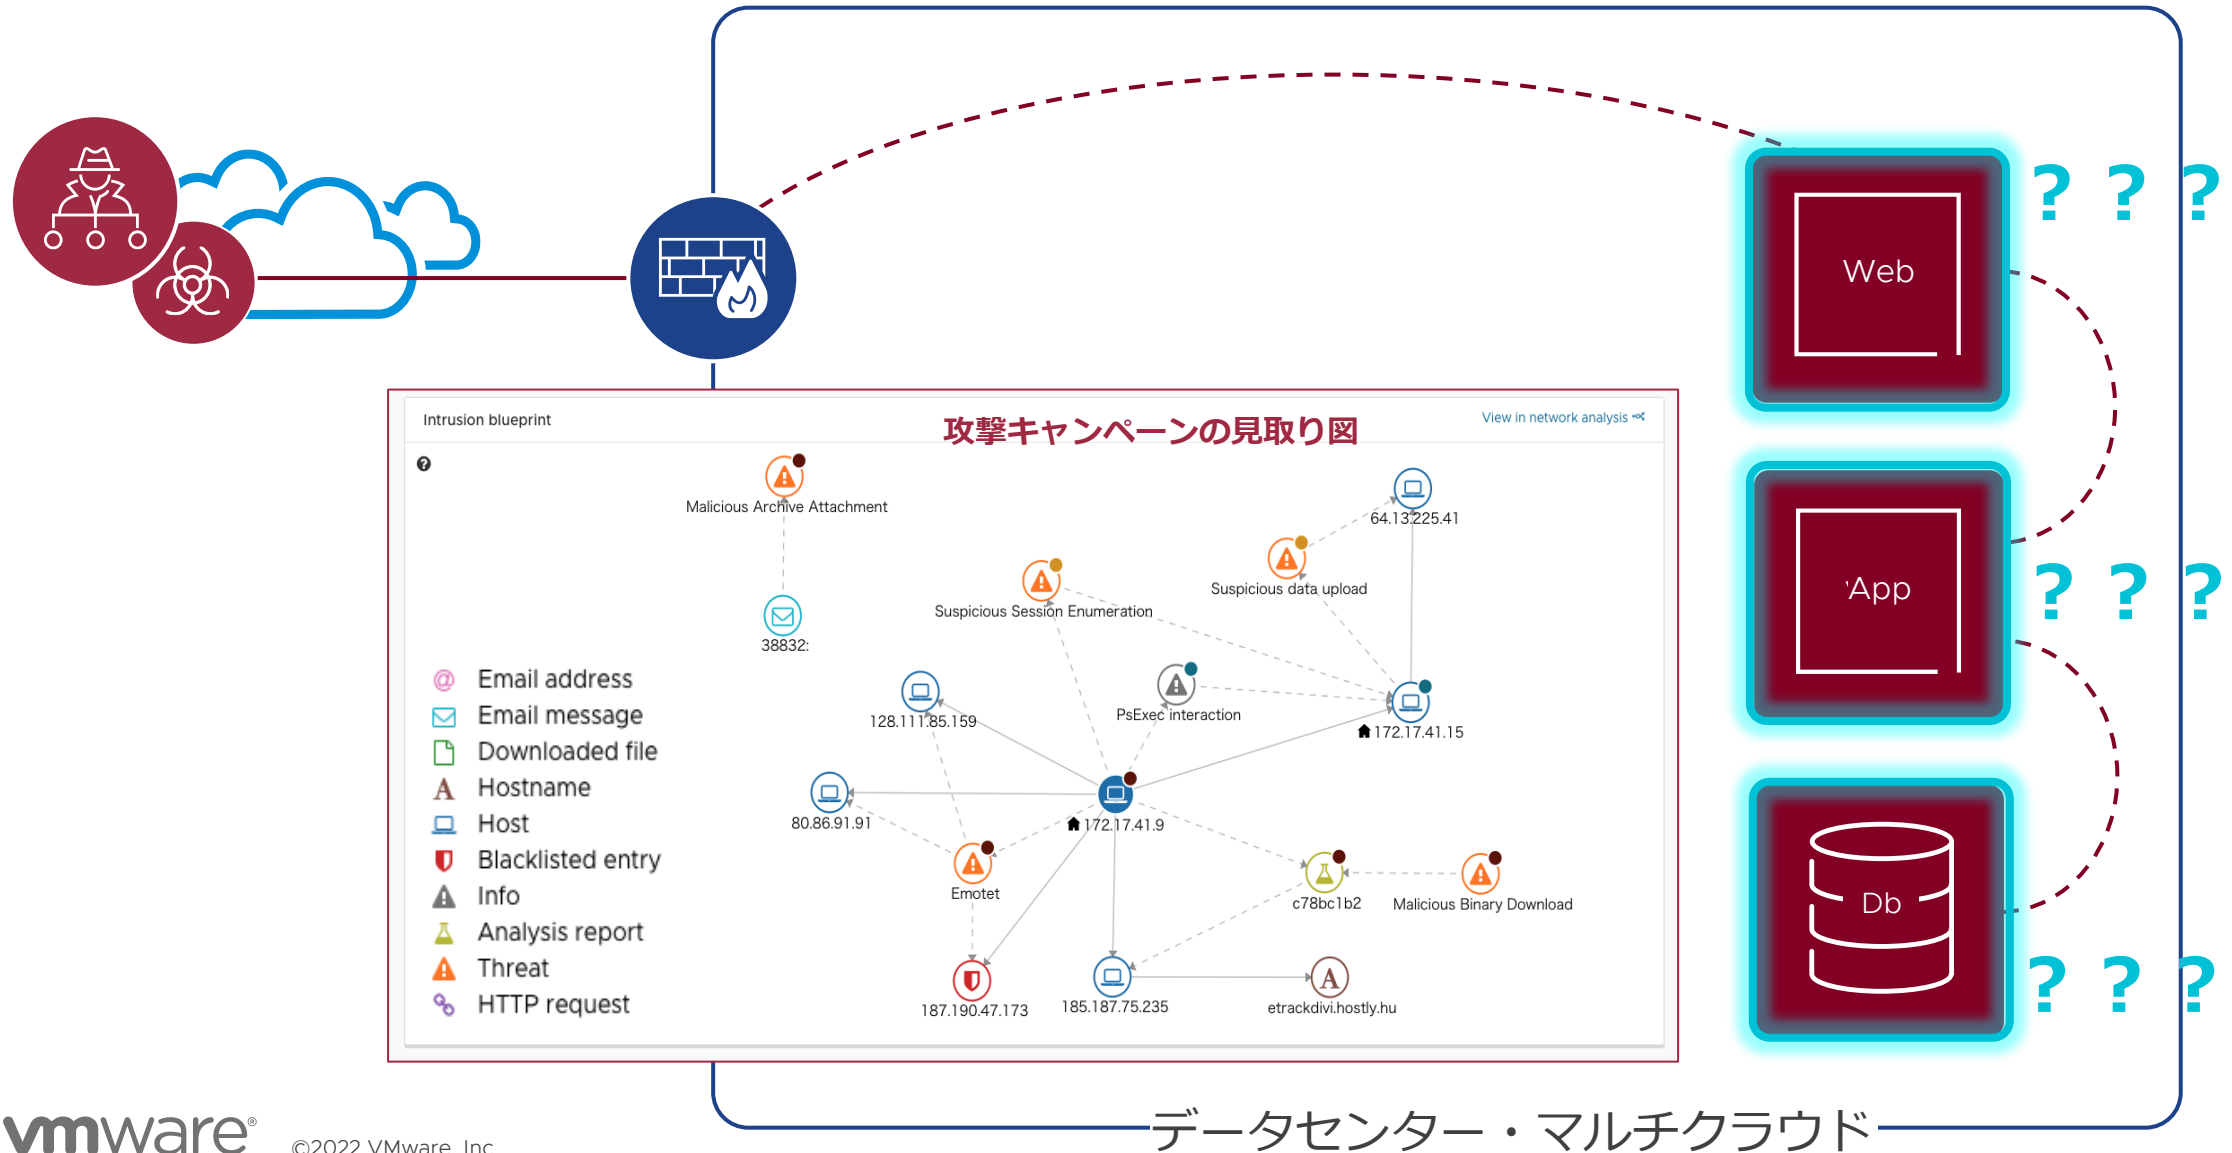 ? ? ?
Web
Intrusion blueprint
攻撃キャンペーンの見取り図
View in network analysis
Malicious Archive Attachment
64.13.225.41
Suspicious data upload
Suspicious Session Enumeration
38832:
App
? ? ?
128.111.85.159
PsExec interaction
172.17.41.15
80.86.91.91
172.17.41.9
Emotet
c78bc1b2
Malicious Binary Download
187.190.47.173
185.187.75.235
etrackdivi.hostly.hu
@ Email address
Email message
Downloaded file
A Hostname
Host
Blacklisted entry
Info
Analysis report
Threat
HTTP request
Db
? ? ?
データセンター・マルチクラウド
vmware®
©2022 VMware, Inc